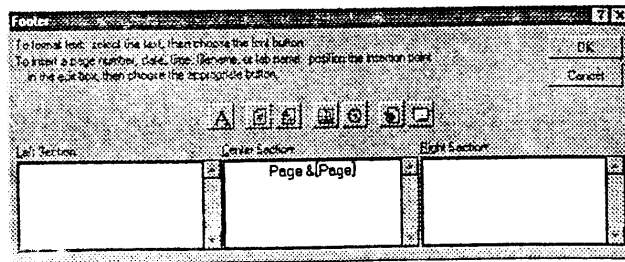 Footer
To format text: select the text, then choose the font button.
To insert a page number, date, time, filename, or tab name: position the insertion point
in the edit box, then choose the appropriate button.
OK
Cancel
A
Left Section:
Center Section:
Right Section:
Page &[Page]